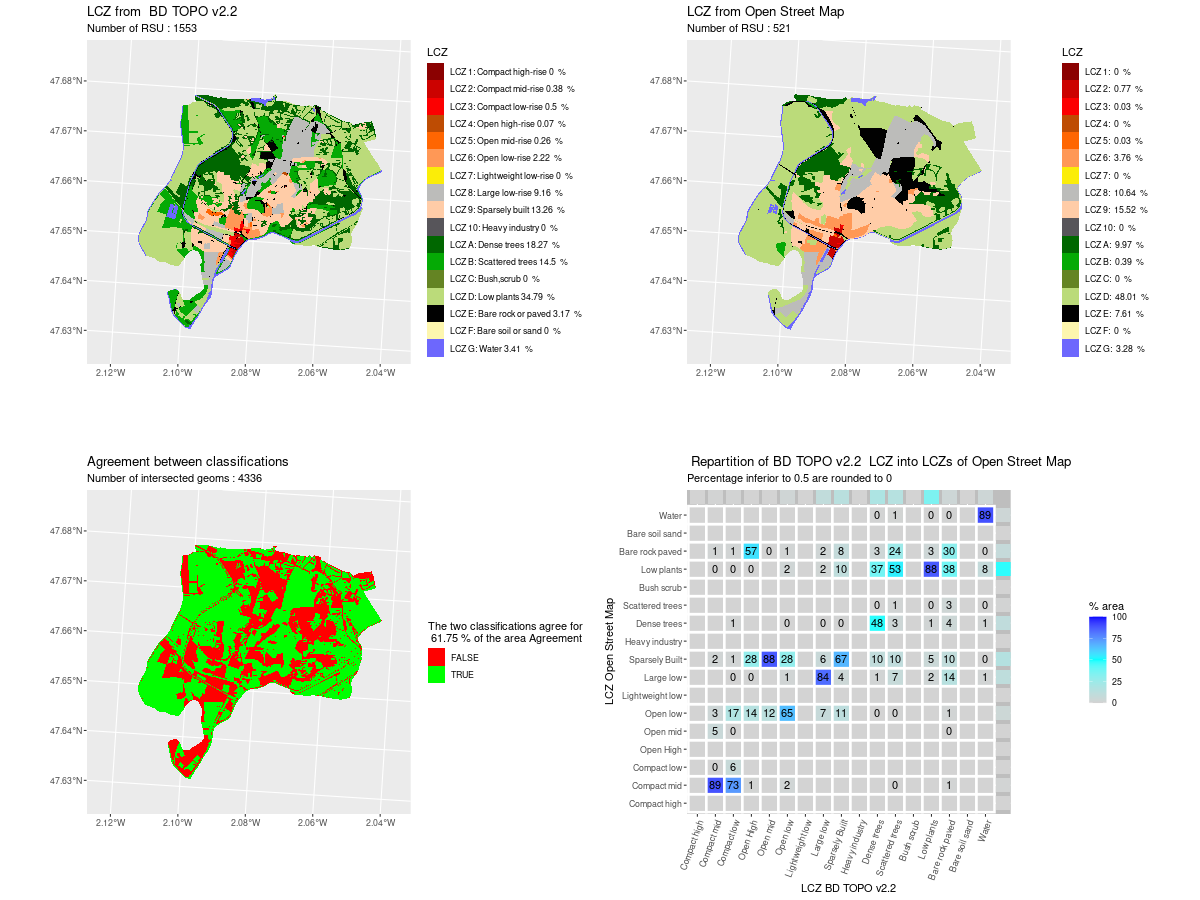 LCZ from  BD TOPO v2.2
Number of RSU : 1553
47.68°N
47.67°N
47.66°N
47.65°N
47.64°N
47.63°N
2.12°W 2.10°W 2.08°W 2.06°W 2.04°W
LCZ
LCZ 1: Compact high-rise 0 %
LCZ 2: Compact mid-rise 0.38 %
LCZ 3: Compact low-rise 0.5 %
LCZ 4: Open high-rise 0.07 %
LCZ 5: Open mid-rise 0.26 %
LCZ 6: Open low-rise 2.22 %
LCZ 7: Lightweight low-rise 0 %
LCZ 8: Large low-rise 9.16 %
LCZ 9: Sparsely built 13.26 %
LCZ 10: Heavy industry 0 %
LCZ A: Dense trees 18.27 %
LCZ B: Scattered trees 14.5 %
LCZ C: Bush,scrub 0 %
LCZ D: Low plants 34.79 %
LCZ E: Bare rock or paved 3.17 %
LCZ F: Bare soil or sand 0 %
LCZ G: Water 3.41 %
LCZ from Open Street Map
Number of RSU : 521
47.68°N
47.67°N
47.66°N
47.65°N
47.64°N
47.63°N
2.12°W 2.10°W 2.08°W 2.06°W 2.04°W
LCZ
LCZ 1: 0 %
LCZ 2: 0.77 %
LCZ 3: 0.03 %
LCZ 4: 0 %
LCZ 5: 0.03 %
LCZ 6: 3.76 %
LCZ 7: 0 %
LCZ 8: 10.64 %
LCZ 9: 15.52 %
LCZ 10: 0 %
LCZ A: 9.97 %
LCZ B: 0.39 %
LCZ C: 0 %
LCZ D: 48.01 %
LCZ E: 7.61 %
LCZ F: 0 %
LCZ G: 3.28 %
Agreement between classifications
Number of intersected geoms : 4336
47.68°N
47.67°N
47.66°N
47.65°N
47.64°N
47.63°N
2.12°W 2.10°W 2.08°W 2.06°W 2.04°W
The two classifications agree for
61.75 % of the area Agreement
FALSE
TRUE
Repartition of BD TOPO v2.2  LCZ into LCZs of Open Street Map
Percentage inferior to 0.5 are rounded to 0
LCZ Open Street Map
Water 0 1 0 0 89
Bare soil sand
Bare rock paved 1 1 57 0 1 2 8 3 24 3 30 0
Low plants 0 0 0 2 2 10 37 53 88 38 8
Bush scrub
Scattered trees 0 1 0 3 0
Dense trees 1 0 0 0 48 3 1 4 1
Heavy industry
Sparsely Built 2 1 28 88 28 6 67 10 10 5 10 0
Large low 0 0 1 84 4 1 7 2 14 1
Lightweight low
Open low 3 17 14 12 65 7 11 0 0 1
Open mid 5 0 0
Open High
Compact low 0 6
Compact mid 89 73 1 2 0 1
Compact high
Compact high
Compact mid
Compact low
Open High
Open mid
Open low
Lightweight low
Large low
Sparsely Built
Heavy industry
Dense trees
Scattered trees
Bush scrub
Low plants
Bare rock paved
Bare soil sand
Water
LCZ BD TOPO v2.2
% area
100
75
50
25
0